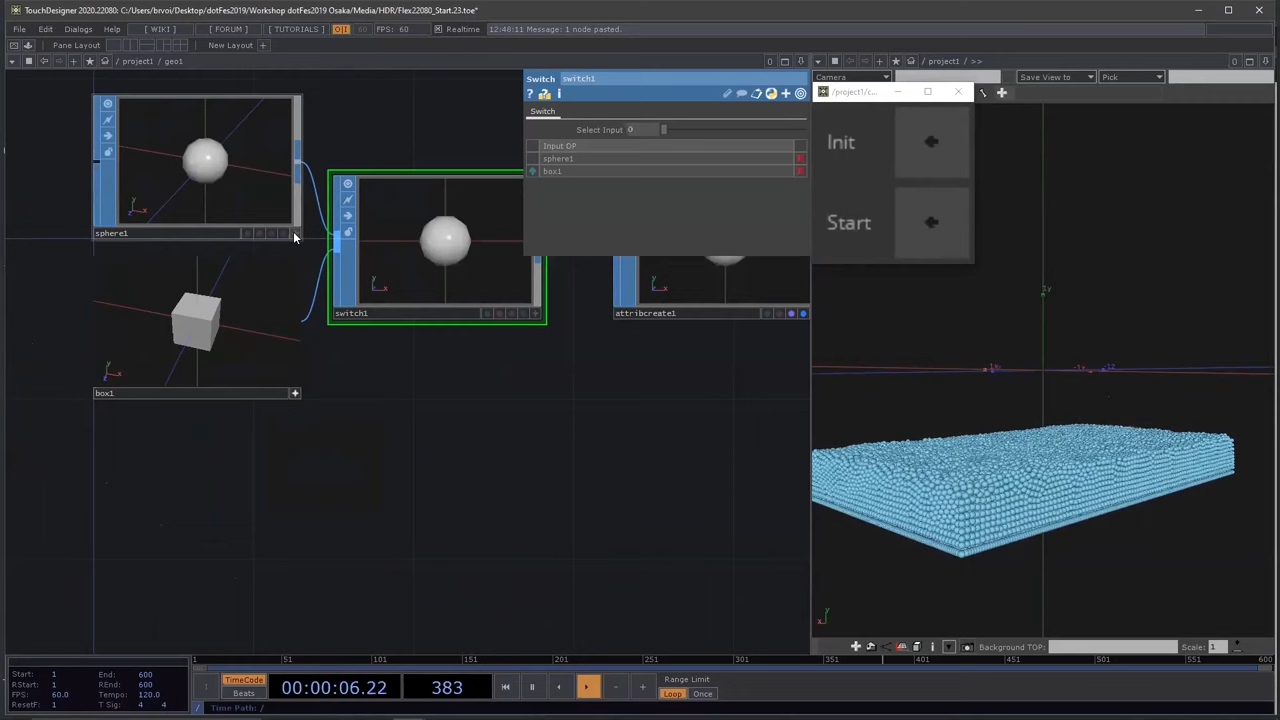 TouchDesigner 2020.22080: C:/Users/brvoi/Desktop/dotFes2019/Workshop dotFes2019 Osaka/Media/HDR/Flex22080_Start.23.toe*
File Edit Dialogs Help [ WIKI ] [ FORUM ] [ TUTORIALS ] O|I 60 FPS: 60 Realtime 12:48:11 Message: 1 node pasted.
Pane Layout New Layout +
/ project1 / geo1 0
/ project1 / >> 0
Switch switch1
Camera Save View to Pick
? i
/project1/c...
Switch
Select Input 0
Input OP
sphere1
box1
Init
Start
sphere1
switch1
attribcreate1
box1
Background TOP: Scale: 1
1 51 101 151 201 251 351 401 451 501 551 600
Start: 1 End: 600
RStart: 1 REnd: 600
FPS: 60.0 Tempo: 120.0
ResetF: 1 T Sig: 4 4
TimeCode
Beats
00:00:06.22 383
Range Limit
Loop Once
/ Time Path: /